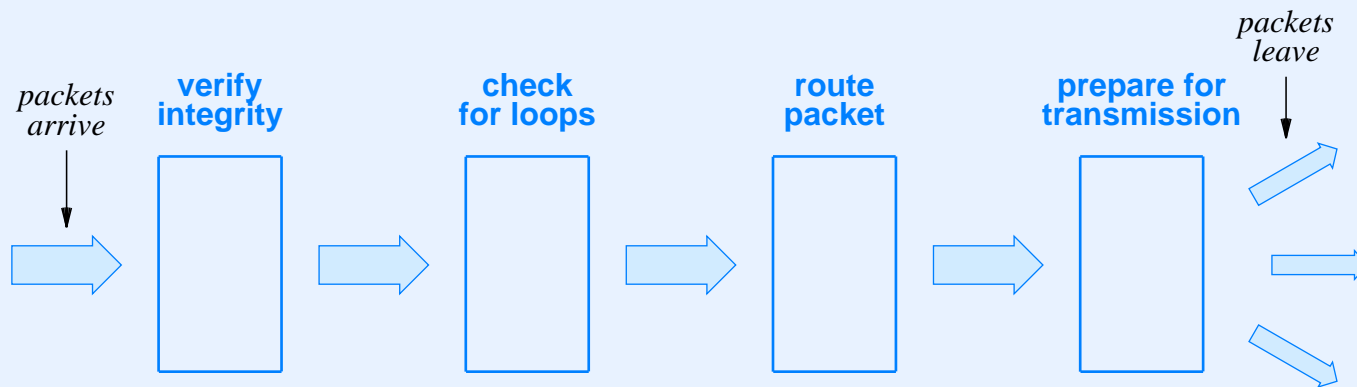 packets
arrive
verify
integrity
check
for loops
route
packet
prepare for
transmission
packets
leave